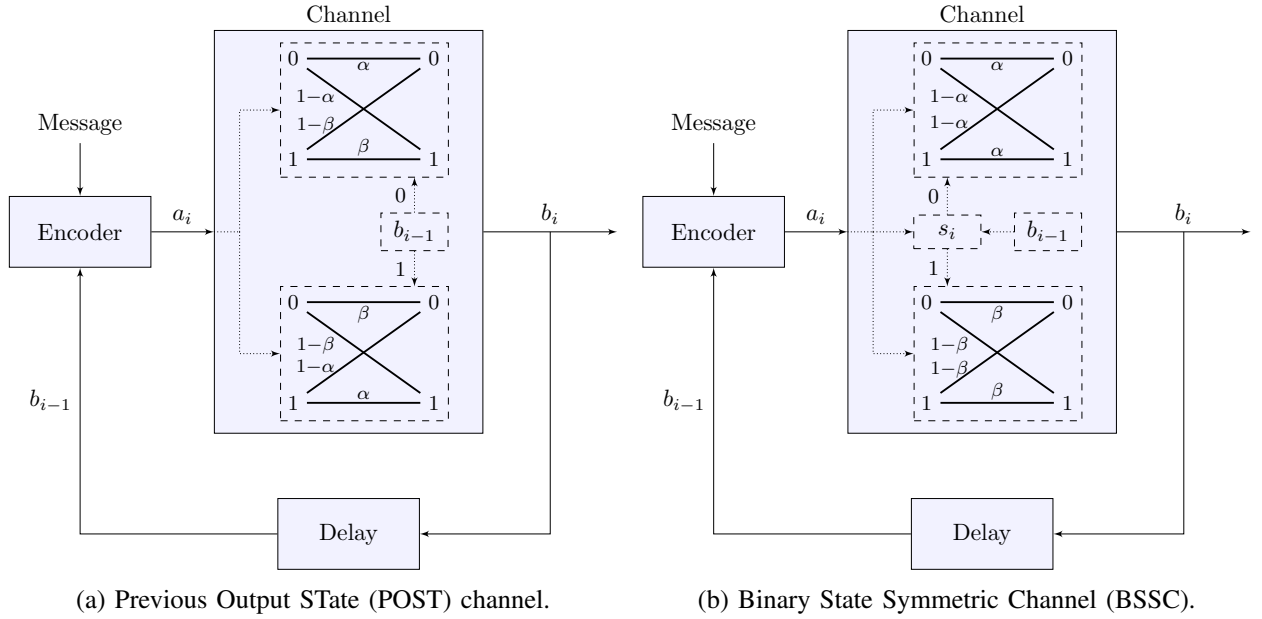 Channel
0 α 0
1−α
1−β
1 β 1
Message
0
Encoder
a_i
b_{i−1}
b_i
1
0 β 0
1−β
1−α
1 α 1
b_{i−1}
Delay
(a) Previous Output STate (POST) channel.
Channel
0 α 0
1−α
1−α
1 α 1
Message
0
Encoder
a_i
s_i
b_{i−1}
b_i
1
0 β 0
1−β
1−β
1 β 1
b_{i−1}
Delay
(b) Binary State Symmetric Channel (BSSC).